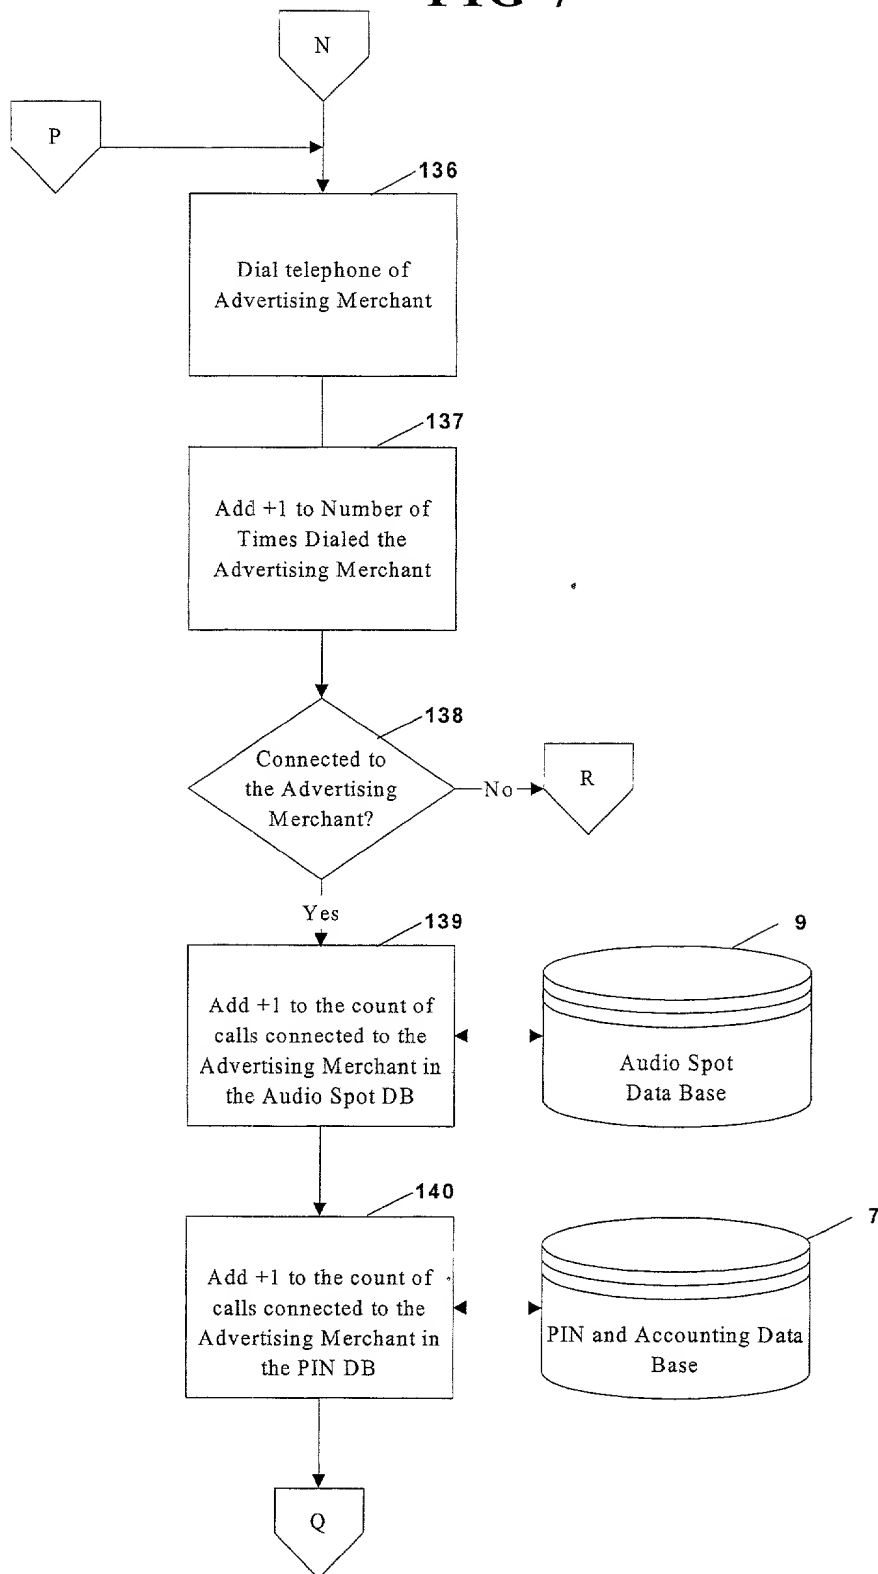 FIG 7
N
P
136
Dial telephone of
Advertising Merchant
137
Add +1 to Number of
Times Dialed the
Advertising Merchant
138
Connected to
the Advertising
Merchant?
No
R
Yes
139
9
Add +1 to the count of
calls connected to the
Advertising Merchant in
the Audio Spot DB
Audio Spot
Data Base
140
7
Add +1 to the count of
calls connected to the
Advertising Merchant in
the PIN DB
PIN and Accounting Data
Base
Q